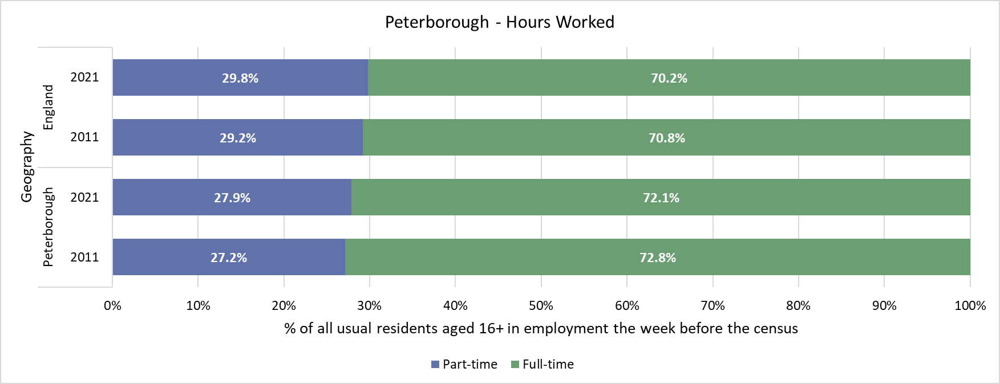 Peterborough - Hours Worked
Geography
England
2021
29.8%
70.2%
2011
29.2%
70.8%
Peterborough
2021
27.9%
72.1%
2011
27.2%
72.8%
0% 10% 20% 30% 40% 50% 60% 70% 80% 90% 100%
% of all usual residents aged 16+ in employment the week before the census
Part-time Full-time